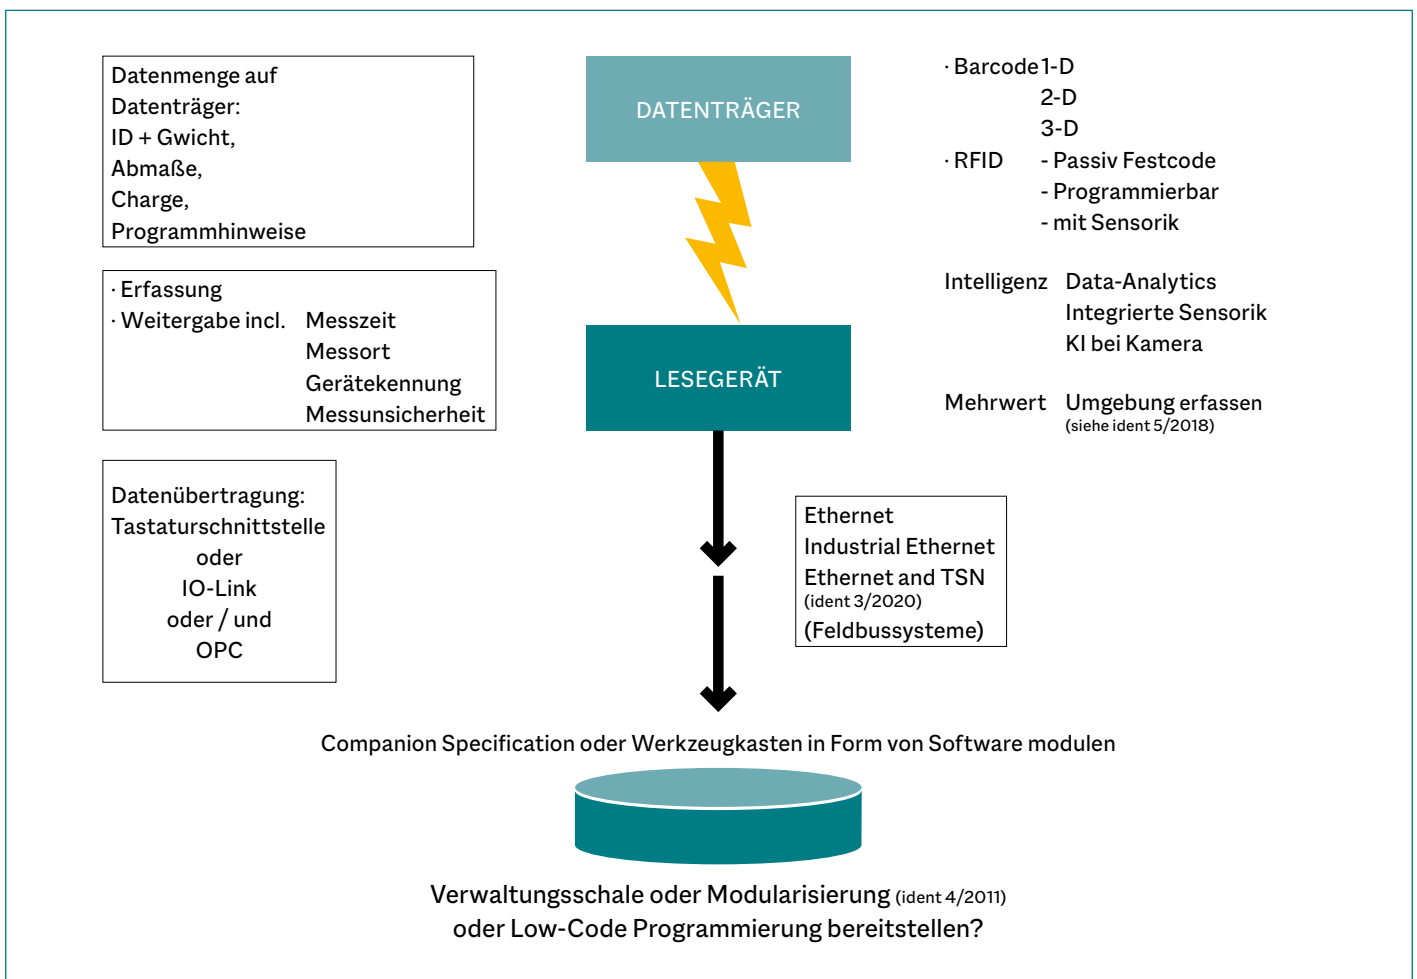 Datenmenge auf
Datenträger:
ID + Gwicht,
Abmaße,
Charge,
Programmhinweise
DATENTRÄGER
· Barcode 1-D
2-D
3-D
· RFID - Passiv Festcode
- Programmierbar
- mit Sensorik
· Erfassung
· Weitergabe incl. Messzeit
Messort
Gerätekennung
Messunsicherheit
LESEGERÄT
Intelligenz Data-Analytics
Integrierte Sensorik
KI bei Kamera
Mehrwert Umgebung erfassen
(siehe ident 5/2018)
Datenübertragung:
Tastaturschnittstelle
oder
IO-Link
oder / und
OPC
Ethernet
Industrial Ethernet
Ethernet and TSN
(ident 3/2020)
(Feldbussysteme)
Companion Specification oder Werkzeugkasten in Form von Software modulen
Verwaltungsschale oder Modularisierung (ident 4/2011)
oder Low-Code Programmierung bereitstellen?